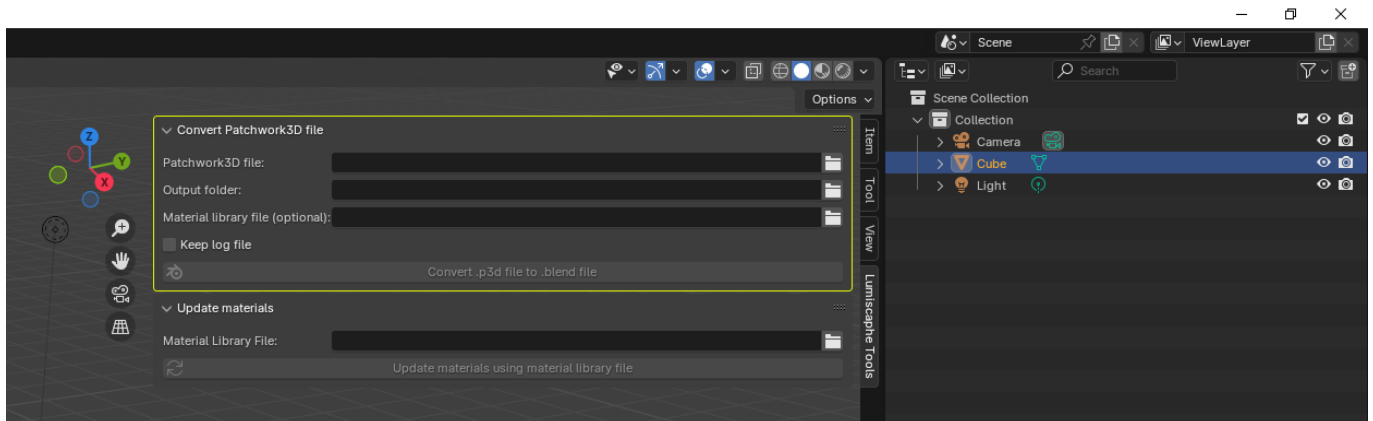 Scene
ViewLayer
Search
Options
Scene Collection
Collection
Camera
Cube
Light
Z
Y
X
Convert Patchwork3D file
Patchwork3D file:
Output folder:
Material library file (optional):
Keep log file
Convert .p3d file to .blend file
Update materials
Material Library File:
Update materials using material library file
Item
Tool
View
Lumiscaphe Tools